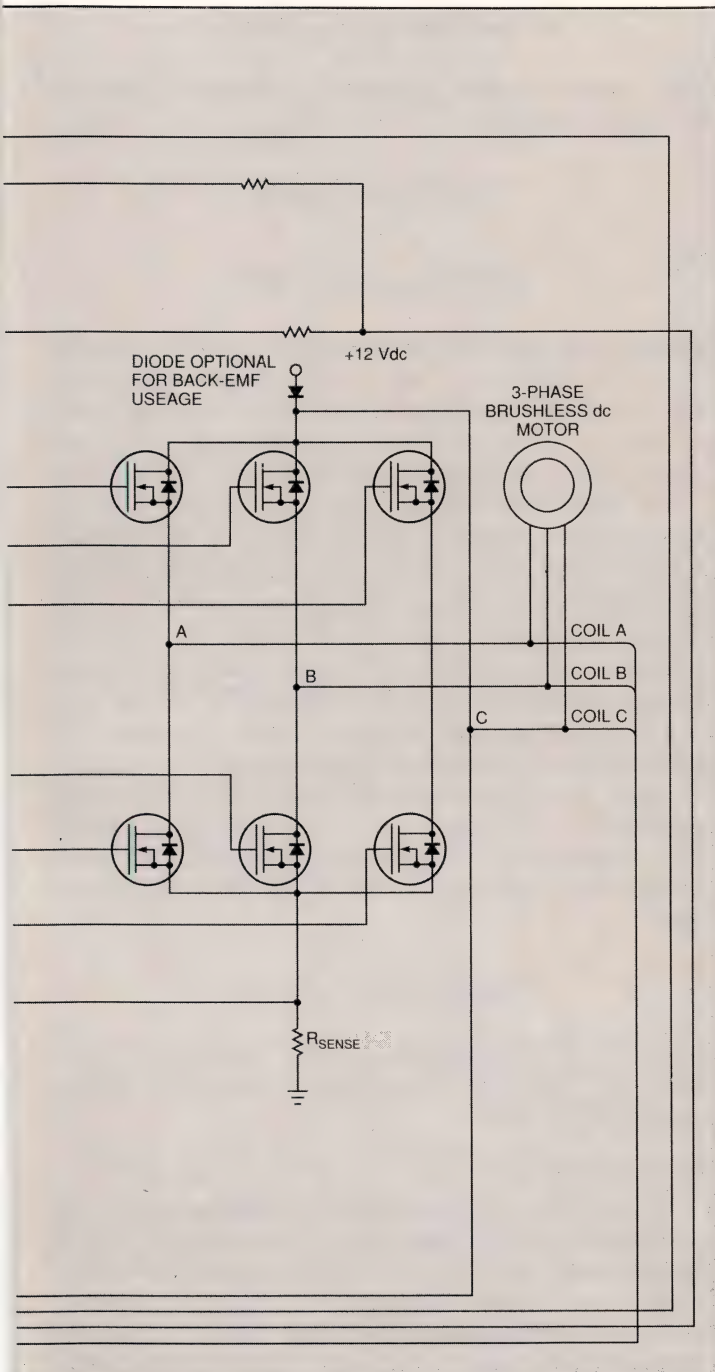 +12 Vdc
DIODE OPTIONAL
FOR BACK-EMF
USEAGE
3-PHASE
BRUSHLESS dc
MOTOR
A
COIL A
B
COIL B
C
COIL C
RSENSE